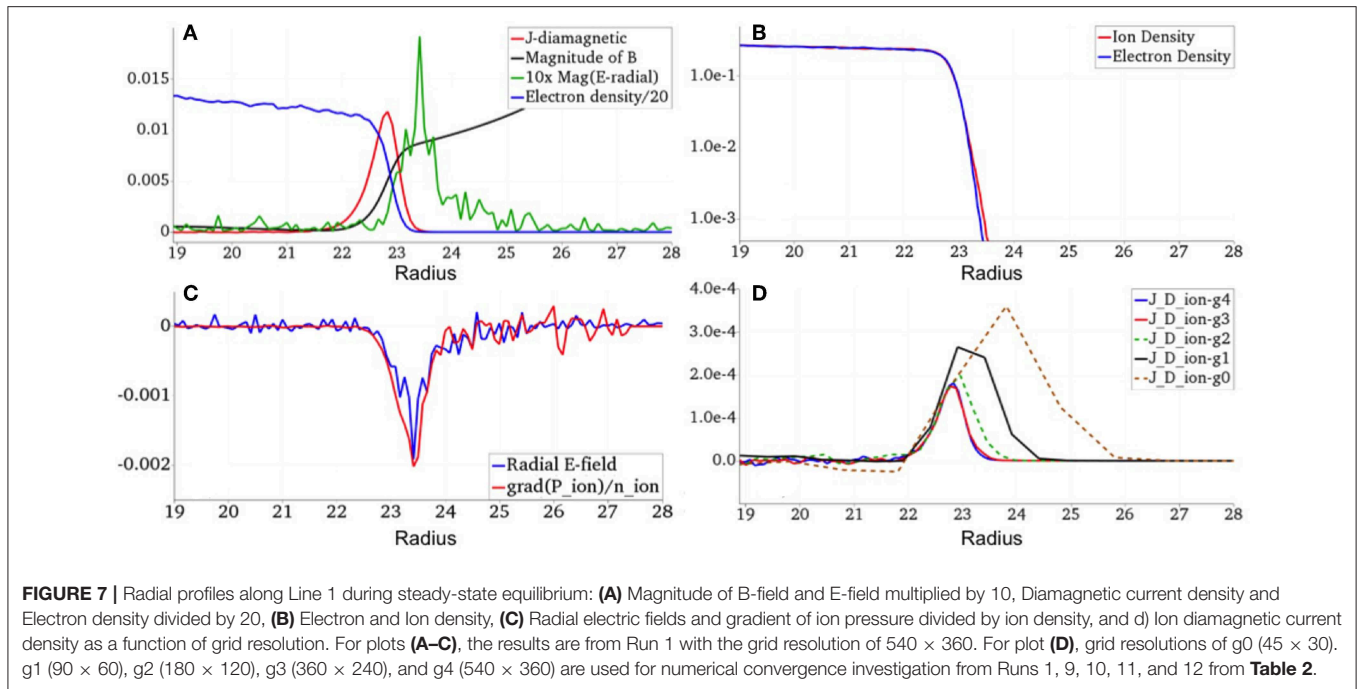 A
J-diamagnetic
Magnitude of B
10x Mag(E-radial)
Electron density/20
0.015
0.01
0.005
0
19 20 21 22 23 24 25 26 27 28
Radius
B
Ion Density
Electron Density
1.0e-1
1.0e-2
1.0e-3
19 20 21 22 23 24 25 26 27 28
Radius
C
0
-0.001
-0.002
Radial E-field
grad(P_ion)/n_ion
19 20 21 22 23 24 25 26 27 28
Radius
D
4.0e-4
3.0e-4
2.0e-4
1.0e-4
0.0
J_D_ion-g4
J_D_ion-g3
J_D_ion-g2
J_D_ion-g1
J_D_ion-g0
19 20 21 22 23 24 25 26 27 28
Radius
FIGURE 7 | Radial profiles along Line 1 during steady-state equilibrium: (A) Magnitude of B-field and E-field multiplied by 10, Diamagnetic current density and
Electron density divided by 20, (B) Electron and Ion density, (C) Radial electric fields and gradient of ion pressure divided by ion density, and d) Ion diamagnetic current
density as a function of grid resolution. For plots (A–C), the results are from Run 1 with the grid resolution of 540 × 360. For plot (D), grid resolutions of g0 (45 × 30).
g1 (90 × 60), g2 (180 × 120), g3 (360 × 240), and g4 (540 × 360) are used for numerical convergence investigation from Runs 1, 9, 10, 11, and 12 from Table 2.